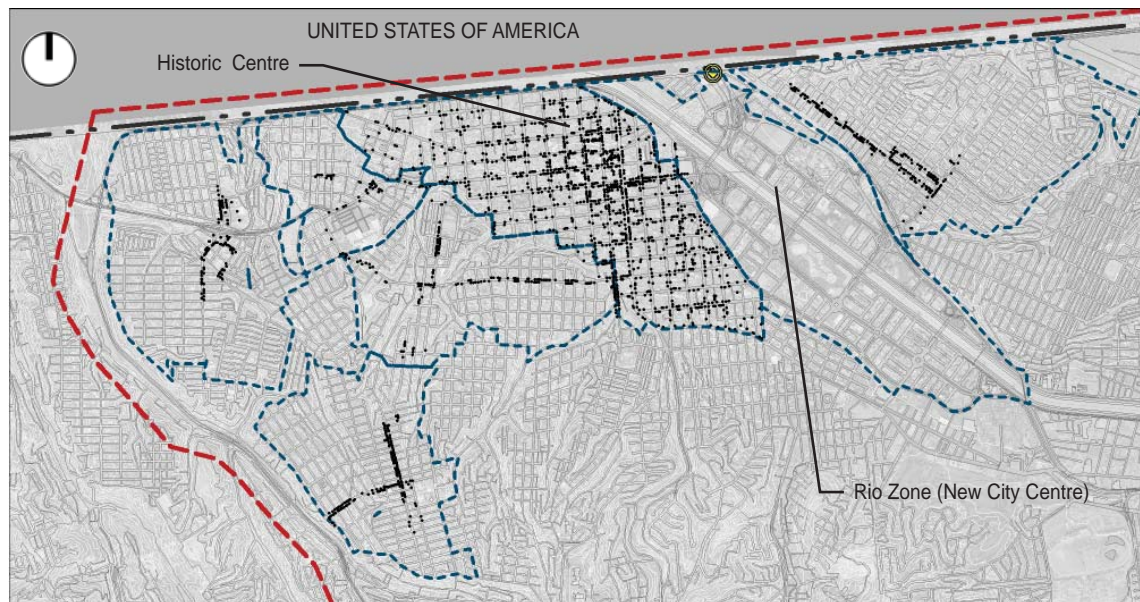 UNITED STATES OF AMERICA
Historic Centre
Rio Zone (New City Centre)